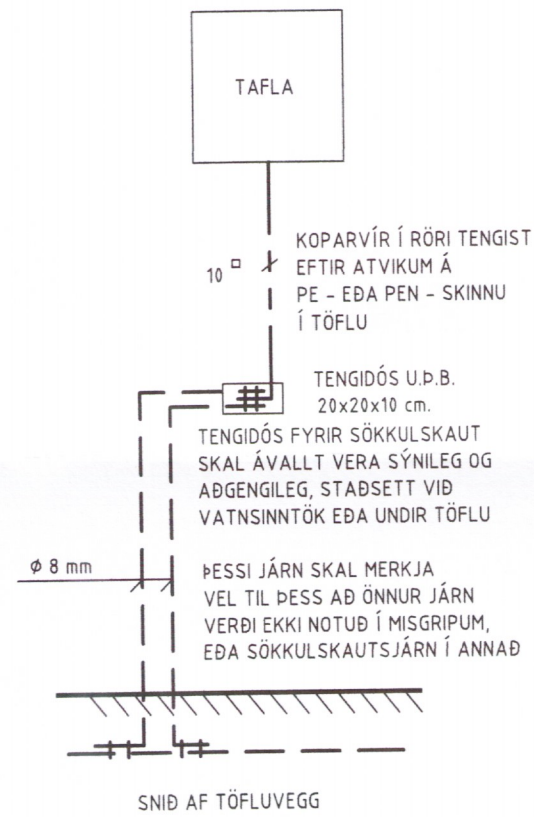 TAFLA
KOPARVÍR Í RÖRI TENGIST
10 □
EFTIR ATVIKUM Á
PE - EÐA PEN - SKINNU
Í TÖFLU
TENGIDÓS U.Þ.B.
20x20x10 cm.
TENGIDÓS FYRIR SÖKKULSKAUT
SKAL ÁVALLT VERA SÝNILEG OG
AÐGENGILEG, STAÐSETT VIÐ
VATNSINNTÖK EÐA UNDIR TÖFLU
ϕ 8 mm
ÞESSI JÁRN SKAL MERKJA
VEL TIL ÞESS AÐ ÖNNUR JÁRN
VERÐI EKKI NOTUÐ Í MISGRIPUM,
EÐA SÖKKULSKAUTSJÁRN Í ANNAÐ
SNIÐ AF TÖFLUVEGG